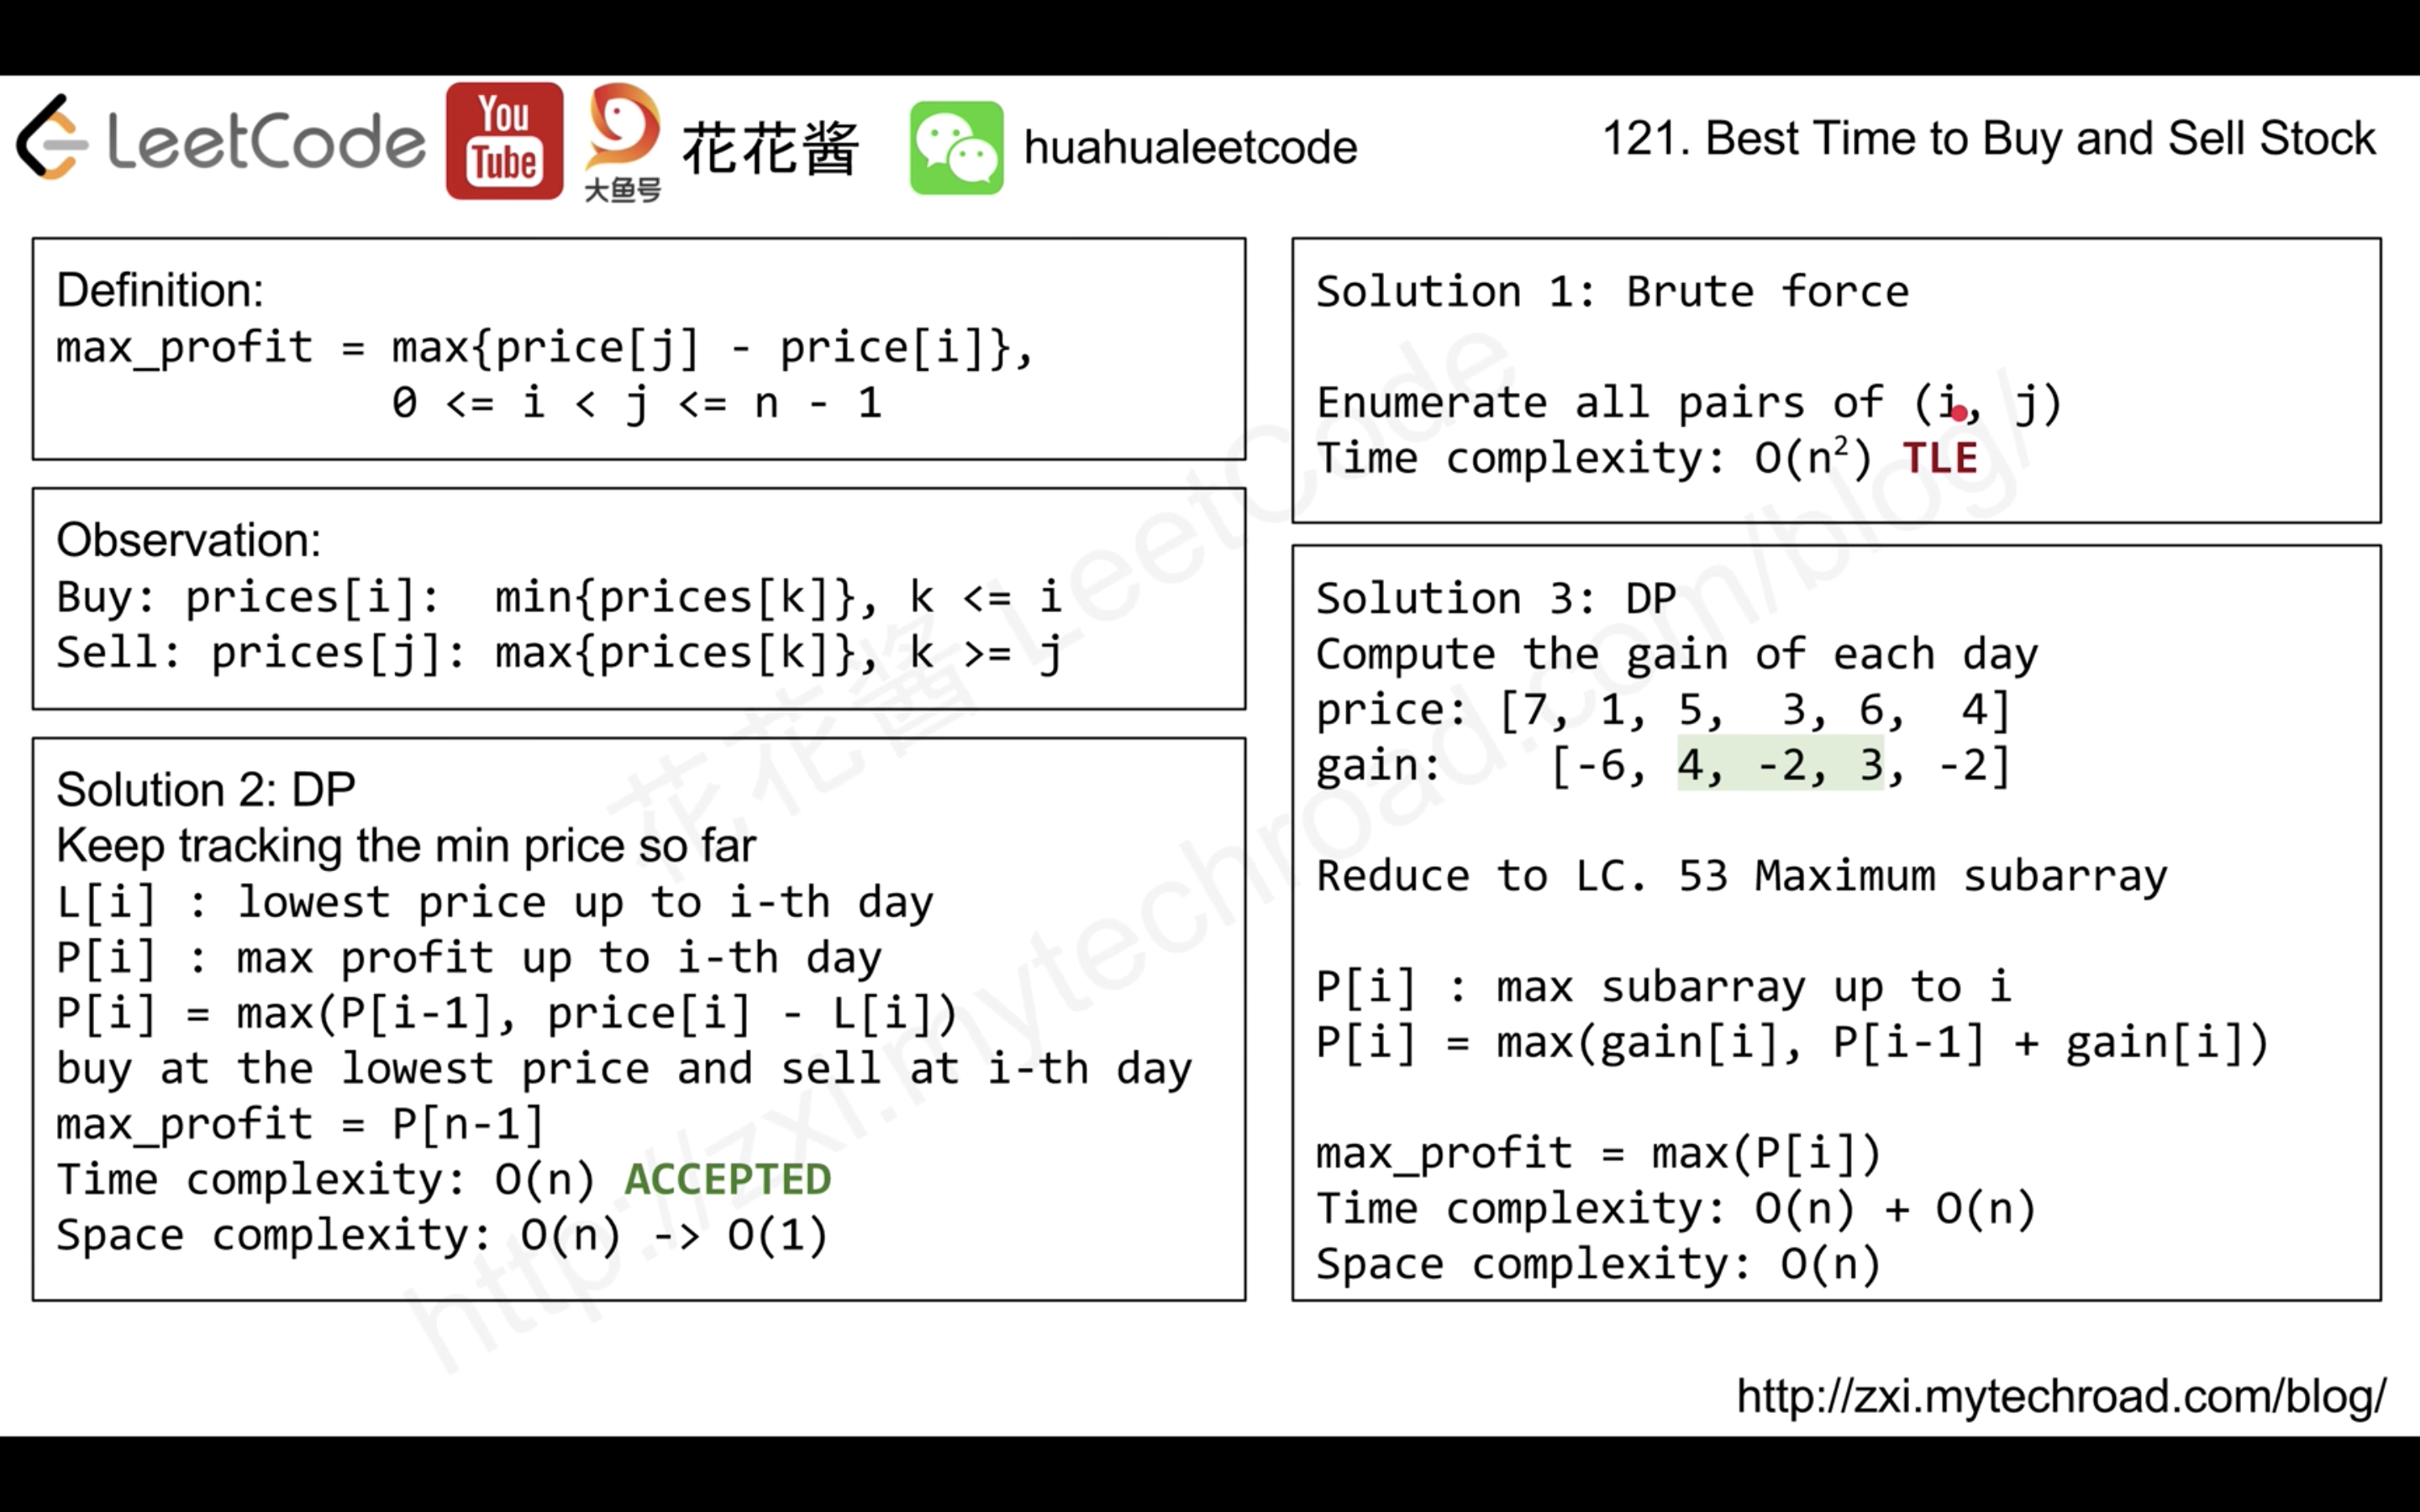 LeetCode
You
Tube
大鱼号
花花酱
huahualeetcode
121. Best Time to Buy and Sell Stock
Definition:
max_profit = max{price[j] - price[i]},
0 <= i < j <= n - 1
Observation:
Buy: prices[i]:  min{prices[k]}, k <= i
Sell: prices[j]: max{prices[k]}, k >= j
Solution 2: DP
Keep tracking the min price so far
L[i] : lowest price up to i-th day
P[i] : max profit up to i-th day
P[i] = max(P[i-1], price[i] - L[i])
buy at the lowest price and sell at i-th day
max_profit = P[n-1]
Time complexity: O(n) ACCEPTED
Space complexity: O(n) -> O(1)
Solution 1: Brute force
Enumerate all pairs of (i, j)
Time complexity: O(n²) TLE
Solution 3: DP
Compute the gain of each day
price: [7, 1, 5,  3, 6,  4]
gain:    [-6, 4, -2, 3, -2]
Reduce to LC. 53 Maximum subarray
P[i] : max subarray up to i
P[i] = max(gain[i], P[i-1] + gain[i])
max_profit = max(P[i])
Time complexity: O(n) + O(n)
Space complexity: O(n)
花花酱 LeetCode
http://zxi.mytechroad.com/blog/
http://zxi.mytechroad.com/blog/